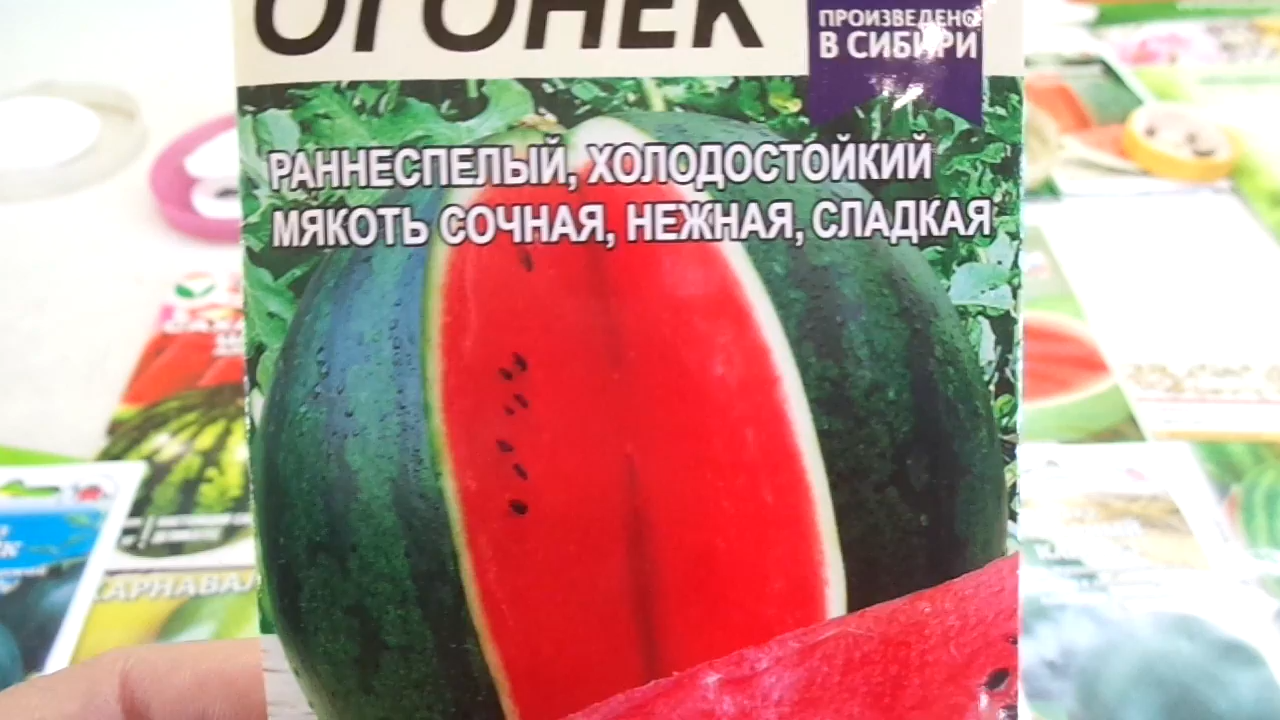 ОГОНЕК
ПРОИЗВЕДЕНО
В СИБИРИ
РАННЕСПЕЛЫЙ, ХОЛОДОСТОЙКИЙ
МЯКОТЬ СОЧНАЯ, НЕЖНАЯ, СЛАДКАЯ
КАРНАВАЛ